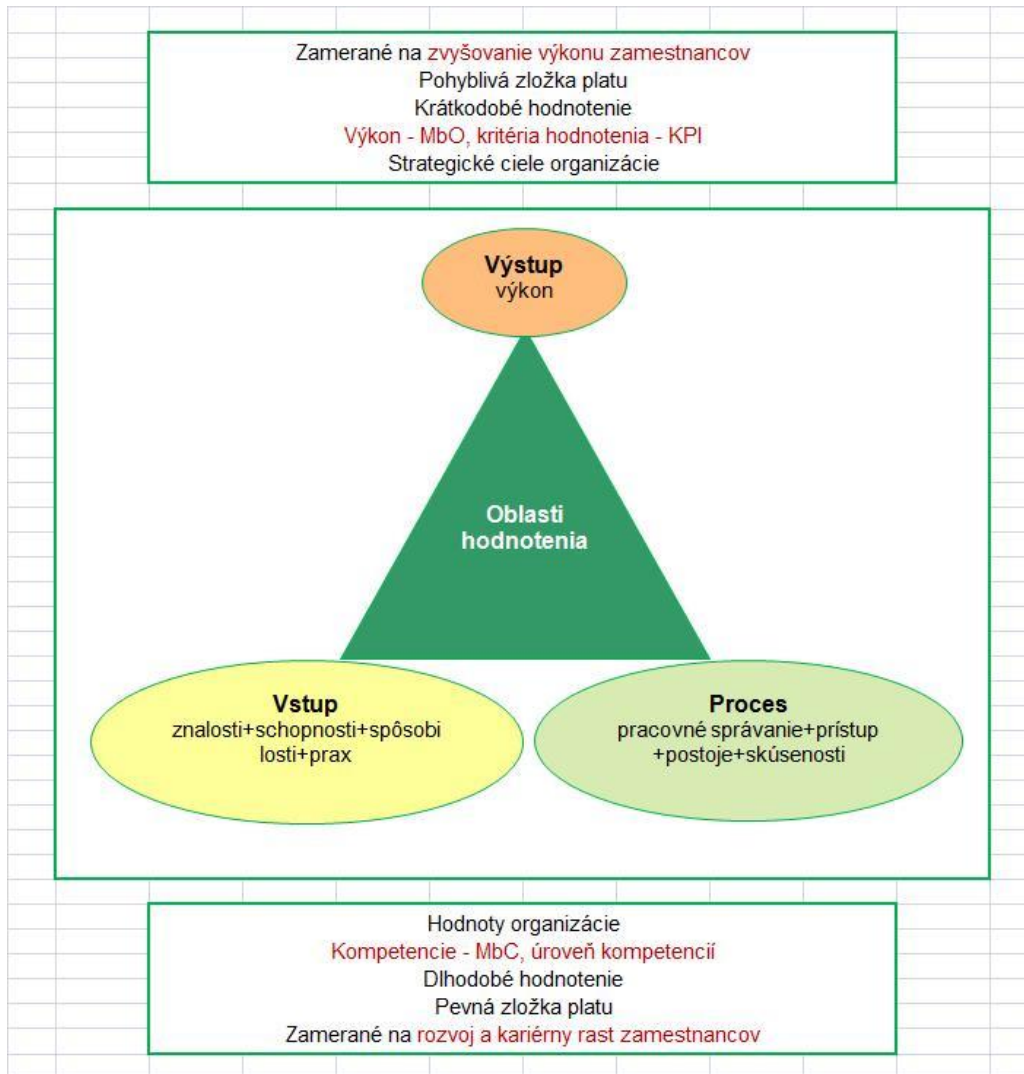 Zamerané na zvyšovanie výkonu zamestnancov
Pohyblivá zložka platu
Krátkodobé hodnotenie
Výkon - MbO, kritéria hodnotenia - KPI
Strategické ciele organizácie
Výstup
výkon
Oblasti
hodnotenia
Vstup
znalosti+schopnosti+spôsobi
losti+prax
Proces
pracovné správanie+prístup
+postoje+skúsenosti
Hodnoty organizácie
Kompetencie - MbC, úroveň kompetencií
Dlhodobé hodnotenie
Pevná zložka platu
Zamerané na rozvoj a kariérny rast zamestnancov